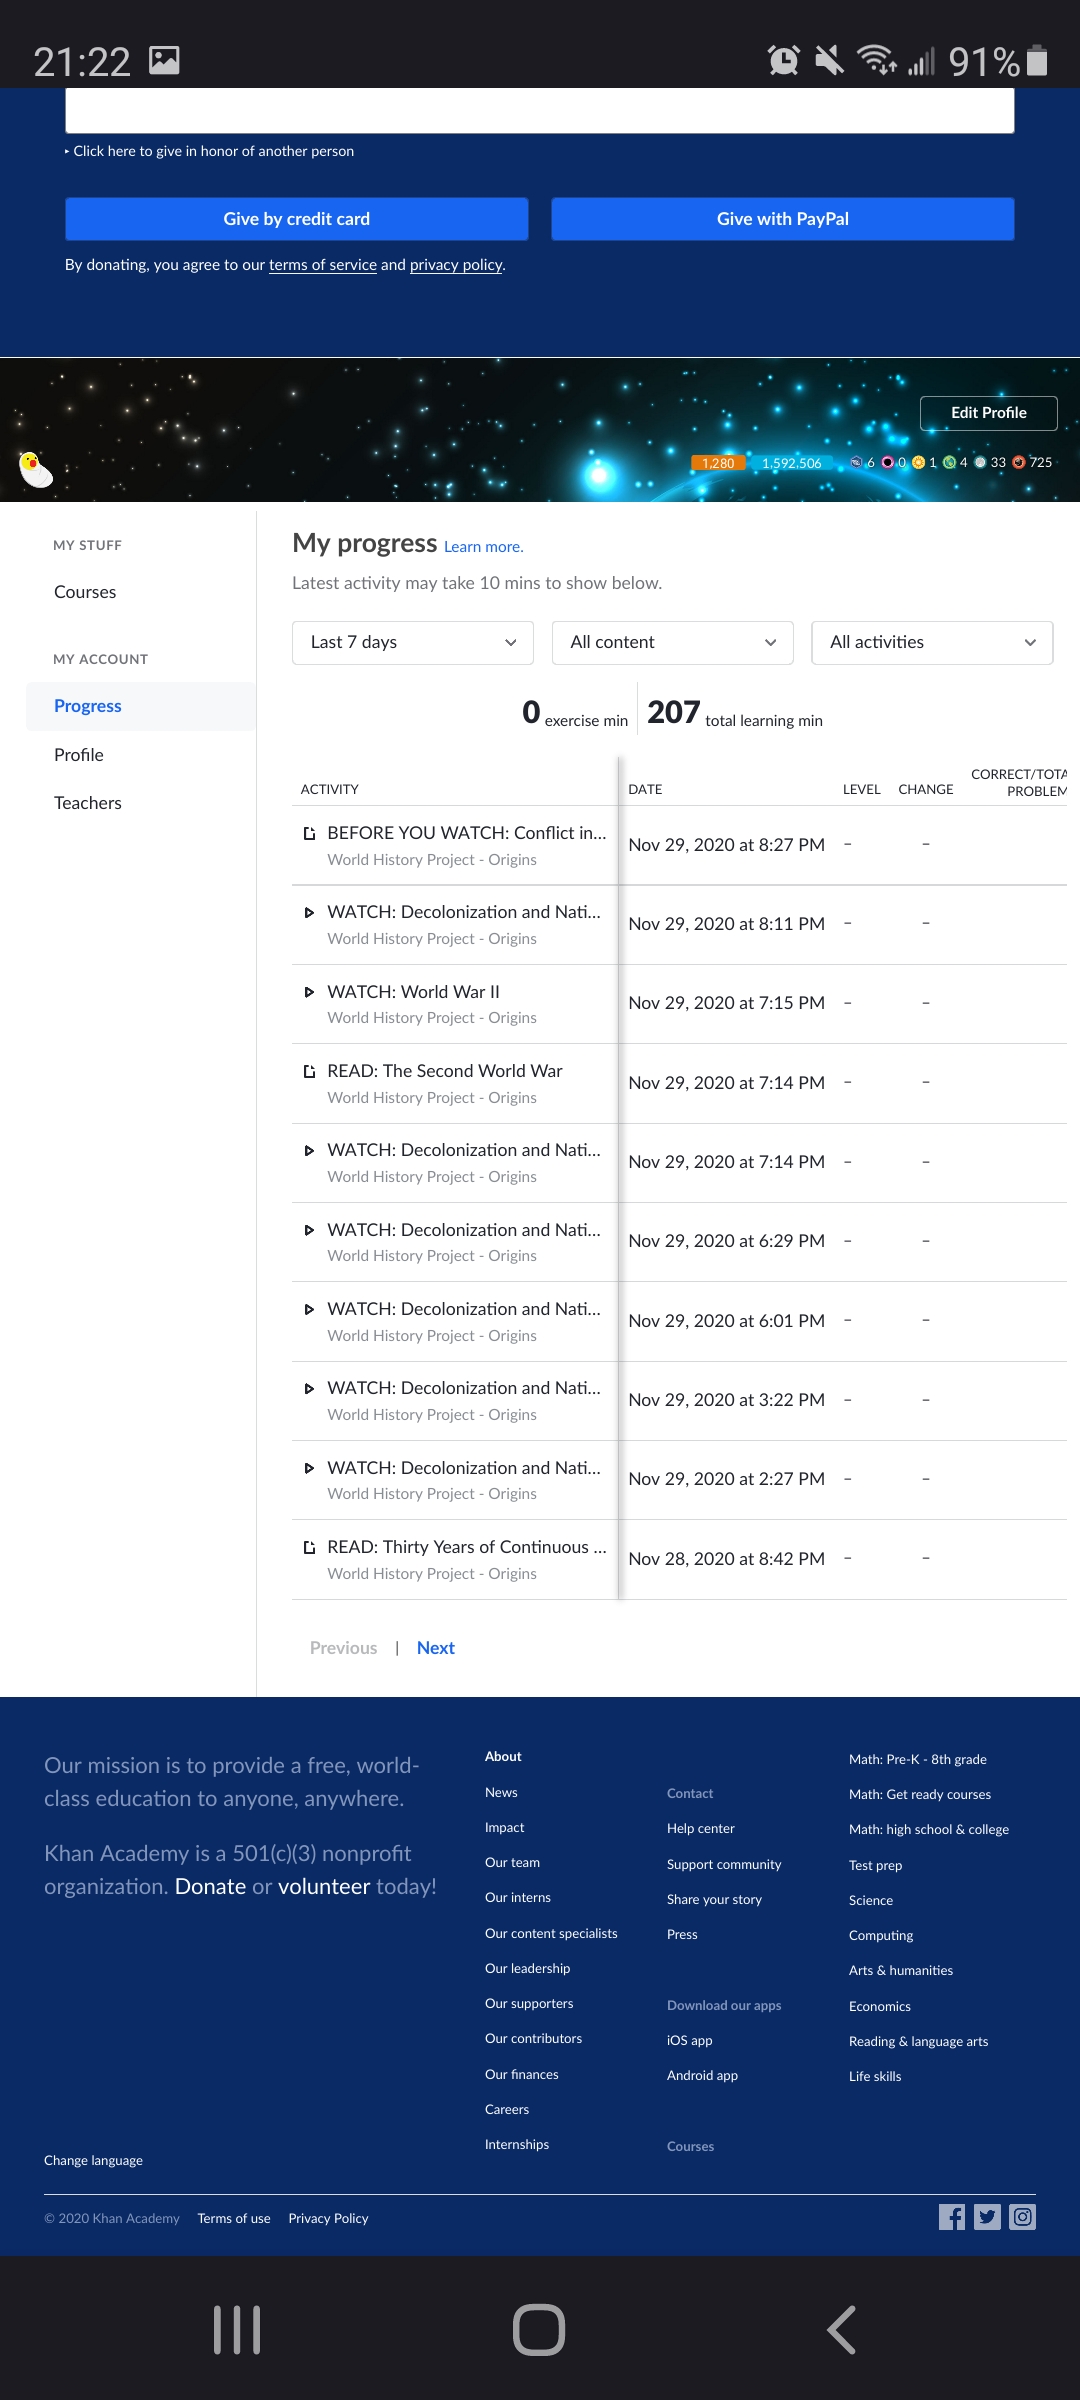 21:22 91%
▸ Click here to give in honor of another person
Give by credit card Give with PayPal
By donating, you agree to our terms of service and privacy policy.
Edit Profile
1,280 1,592,506 6 0 1 4 33 725
MY STUFF
Courses
MY ACCOUNT
Progress
Profile
Teachers
My progress Learn more.
Latest activity may take 10 mins to show below.
Last 7 days All content All activities
0 exercise min 207 total learning min
ACTIVITY DATE LEVEL CHANGE CORRECT/TOTA
PROBLEM
BEFORE YOU WATCH: Conflict in...
World History Project - Origins
Nov 29, 2020 at 8:27 PM – –
WATCH: Decolonization and Nati...
World History Project - Origins
Nov 29, 2020 at 8:11 PM – –
WATCH: World War II
World History Project - Origins
Nov 29, 2020 at 7:15 PM – –
READ: The Second World War
World History Project - Origins
Nov 29, 2020 at 7:14 PM – –
WATCH: Decolonization and Nati...
World History Project - Origins
Nov 29, 2020 at 7:14 PM – –
WATCH: Decolonization and Nati...
World History Project - Origins
Nov 29, 2020 at 6:29 PM – –
WATCH: Decolonization and Nati...
World History Project - Origins
Nov 29, 2020 at 6:01 PM – –
WATCH: Decolonization and Nati...
World History Project - Origins
Nov 29, 2020 at 3:22 PM – –
WATCH: Decolonization and Nati...
World History Project - Origins
Nov 29, 2020 at 2:27 PM – –
READ: Thirty Years of Continuous ...
World History Project - Origins
Nov 28, 2020 at 8:42 PM – –
Previous | Next
Our mission is to provide a free, world-
class education to anyone, anywhere.
Khan Academy is a 501(c)(3) nonprofit
organization. Donate or volunteer today!
Change language
About
News
Impact
Our team
Our interns
Our content specialists
Our leadership
Our supporters
Our contributors
Our finances
Careers
Internships
Contact
Help center
Support community
Share your story
Press
Download our apps
iOS app
Android app
Courses
Math: Pre-K - 8th grade
Math: Get ready courses
Math: high school & college
Test prep
Science
Computing
Arts & humanities
Economics
Reading & language arts
Life skills
© 2020 Khan Academy Terms of use Privacy Policy